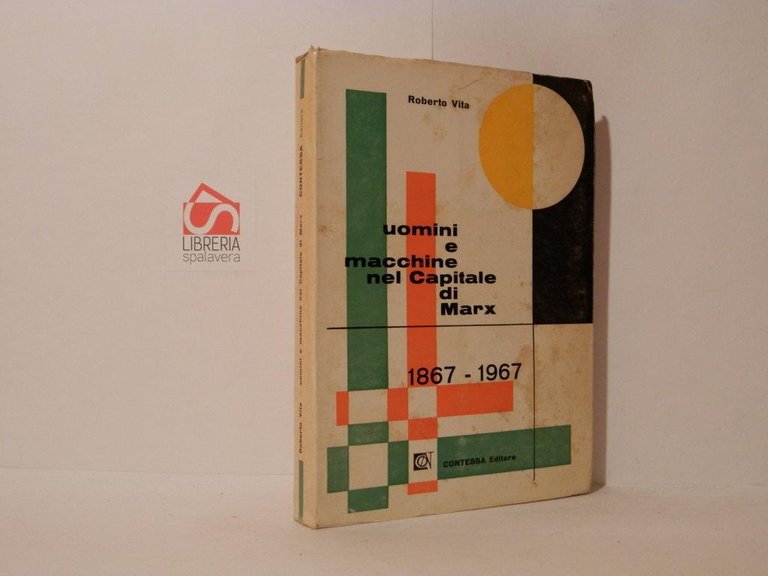 Roberto Vita
uomini
e
macchine
nel Capitale
di
Marx
1867 - 1967
CONTESSA Editore
Roberto Vita - uomini e macchine nel Capitale di Marx - CONTESSA Editore
LIBRERIA
spalavera